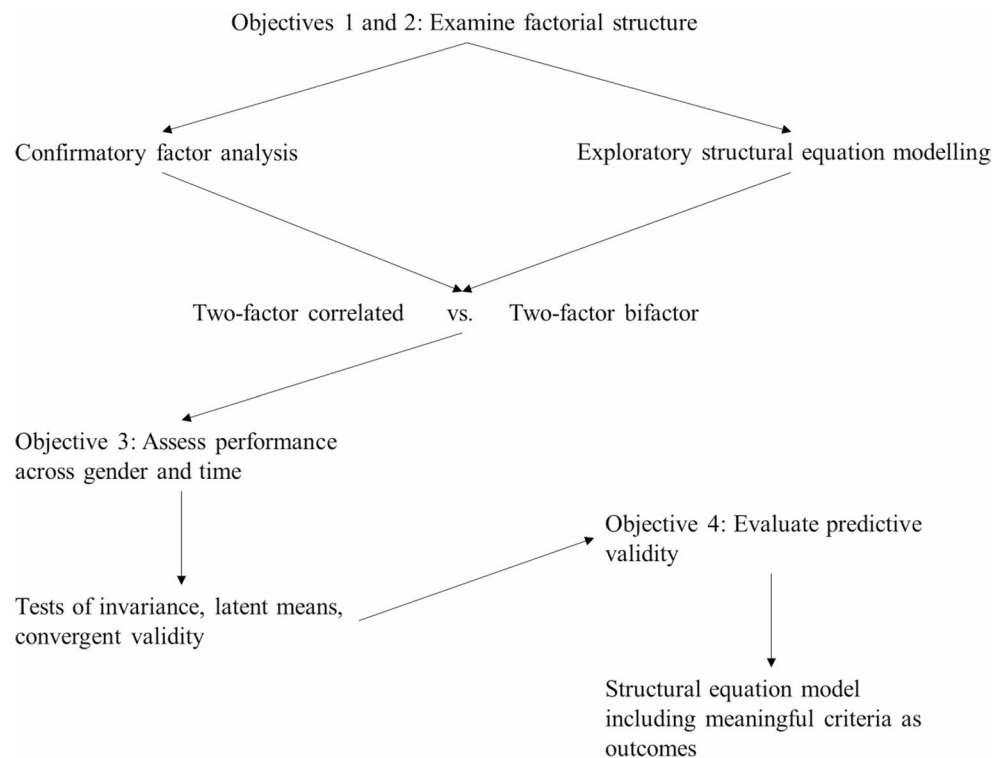 Objectives 1 and 2: Examine factorial structure
Confirmatory factor analysis
Exploratory structural equation modelling
Two-factor correlated vs. Two-factor bifactor
Objective 3: Assess performance
across gender and time
Tests of invariance, latent means,
convergent validity
Objective 4: Evaluate predictive
validity
Structural equation model
including meaningful criteria as
outcomes